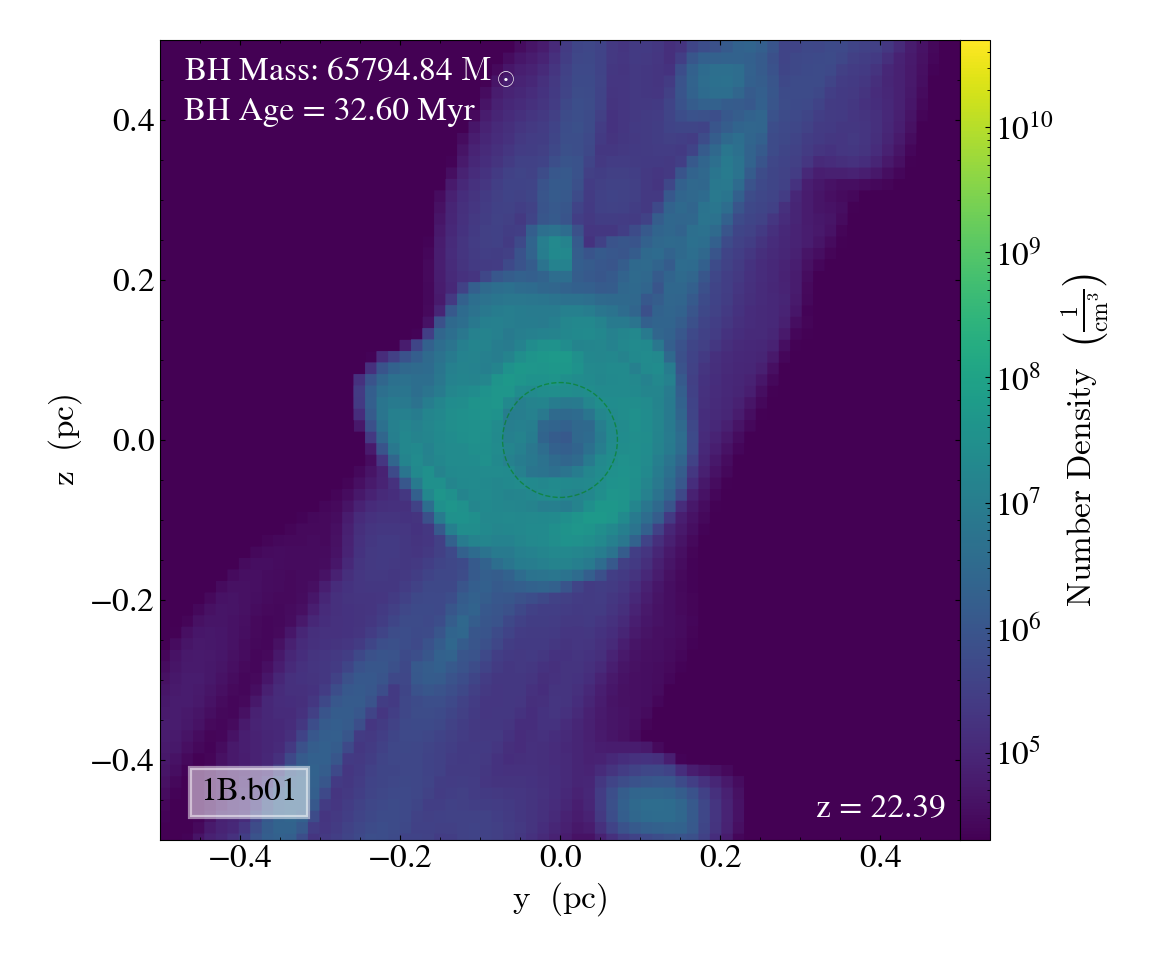 BH Mass: 65794.84 M☉
BH Age = 32.60 Myr
1B.b01
z = 22.39
0.4
0.2
0.0
−0.2
−0.4
z (pc)
−0.4
−0.2
0.0
0.2
0.4
y (pc)
10¹⁰
10⁹
10⁸
10⁷
10⁶
10⁵
Number Density (1/cm³)